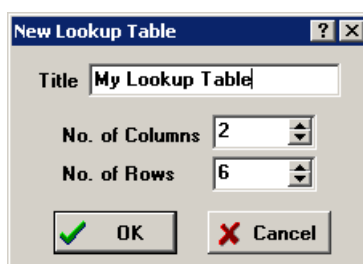 New Lookup Table ?
Title My Lookup Table
No. of Columns 2
No. of Rows 6
OK Cancel